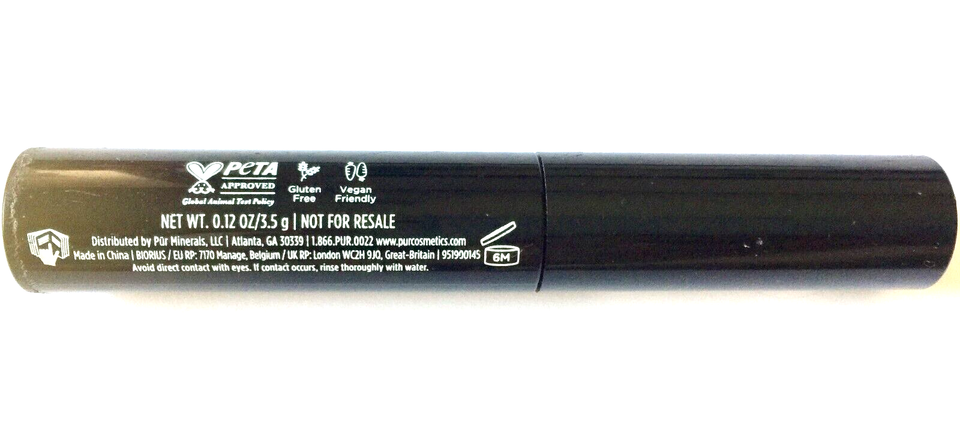 PeTA
APPROVED
Global Animal Test Policy
Gluten
Free
Vegan
Friendly
NET WT. 0.12 OZ/3.5 g | NOT FOR RESALE
Distributed by Pūr Minerals, LLC | Atlanta, GA 30339 | 1.866.PUR.0022 www.purcosmetics.com
Made in China | BIORIUS / EU RP: 7170 Manage, Belgium / UK RP: London WC2H 9JQ, Great-Britain | 951990145
6M
Avoid direct contact with eyes. If contact occurs, rinse thoroughly with water.